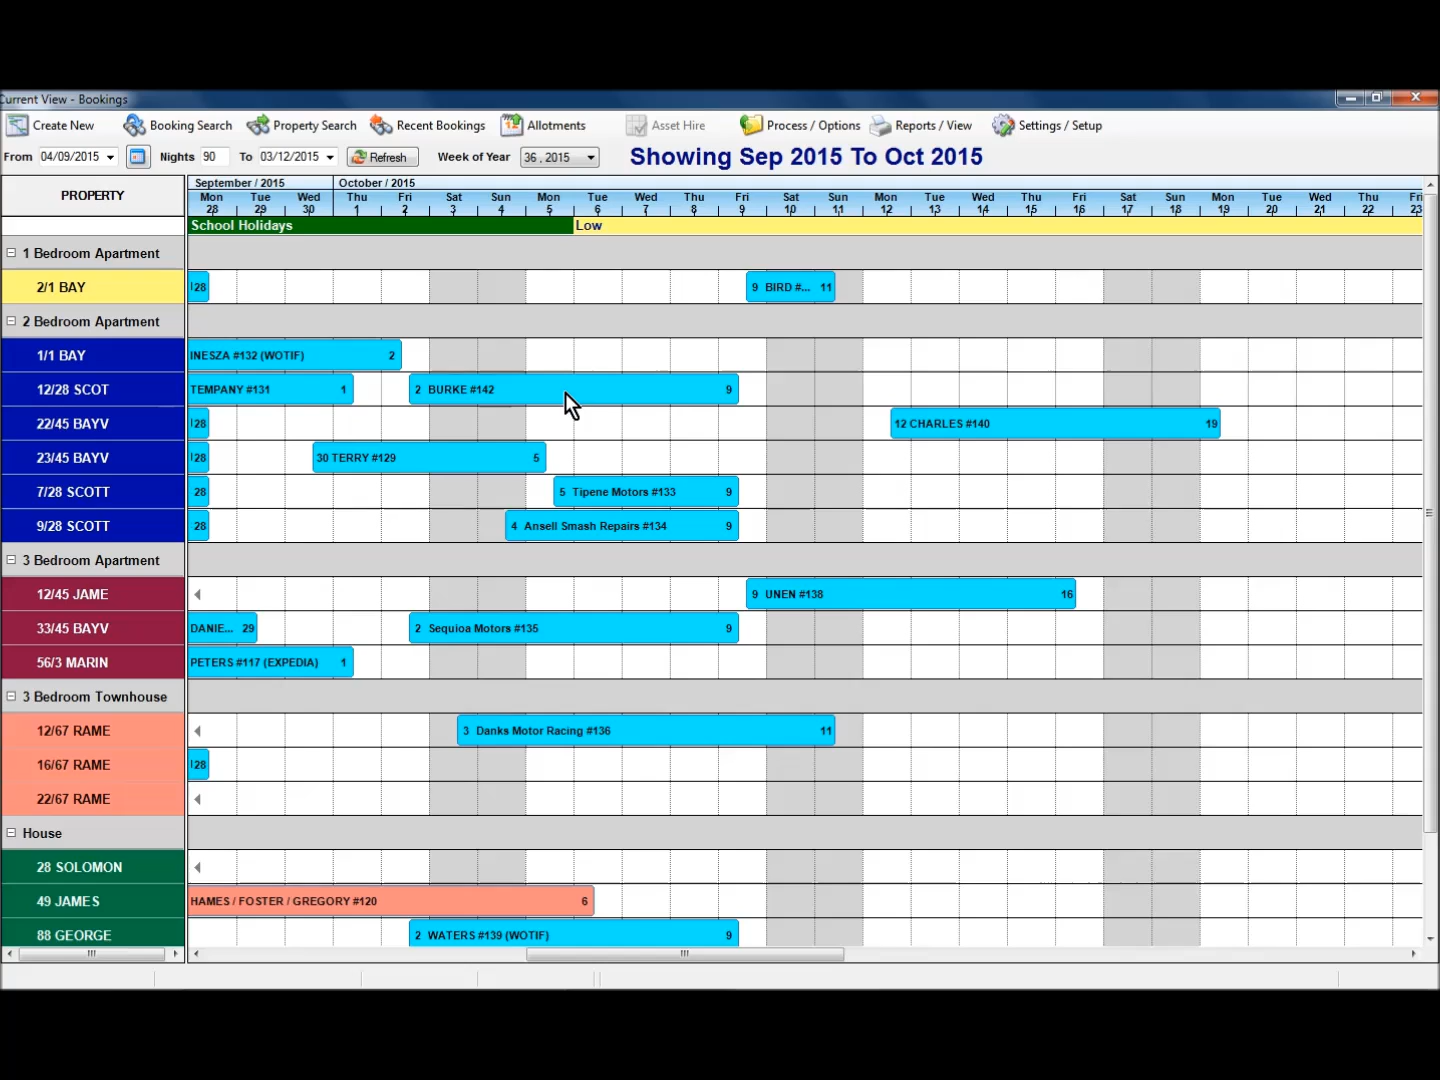 Current View - Bookings
Create New Booking Search Property Search Recent Bookings Allotments Asset Hire Process / Options Reports / View Settings / Setup
From 04/09/2015 Nights 90 To 03/12/2015 Refresh Week of Year 36 , 2015 Showing Sep 2015 To Oct 2015
PROPERTY September / 2015 October / 2015
Mon Tue Wed Thu Fri Sat Sun Mon Tue Wed Thu Fri Sat Sun Mon Tue Wed Thu Fri Sat Sun Mon Tue Wed Thu Fri
28 29 30 1 2 3 4 5 6 7 8 9 10 11 12 13 14 15 16 17 18 19 20 21 22 23
School Holidays Low
1 Bedroom Apartment
2/1 BAY 28 9 BIRD #... 11
2 Bedroom Apartment
1/1 BAY INESZA #132 (WOTIF) 2
12/28 SCOT TEMPANY #131 1 2 BURKE #142 9
22/45 BAYV 28 12 CHARLES #140 19
23/45 BAYV 28 30 TERRY #129 5
7/28 SCOTT 28 5 Tipene Motors #133 9
9/28 SCOTT 28 4 Ansell Smash Repairs #134 9
3 Bedroom Apartment
12/45 JAME 9 UNEN #138 16
33/45 BAYV DANIE... 29 2 Sequioa Motors #135 9
56/3 MARIN PETERS #117 (EXPEDIA) 1
3 Bedroom Townhouse
12/67 RAME 3 Danks Motor Racing #136 11
16/67 RAME 28
22/67 RAME
House
28 SOLOMON
49 JAMES HAMES / FOSTER / GREGORY #120 6
88 GEORGE 2 WATERS #139 (WOTIF) 9